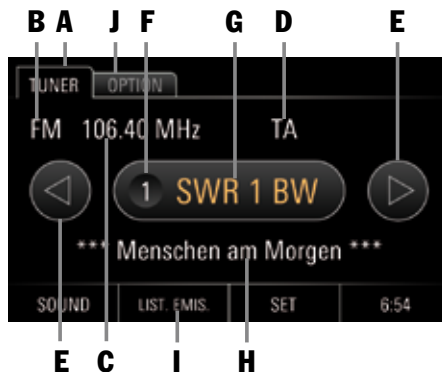 B A J F G D E
TUNER OPTION
FM 106.40 MHz TA
1 SWR 1 BW
*** Menschen am Morgen ***
SOUND LIST. EMIS. SET 6:54
E C I H